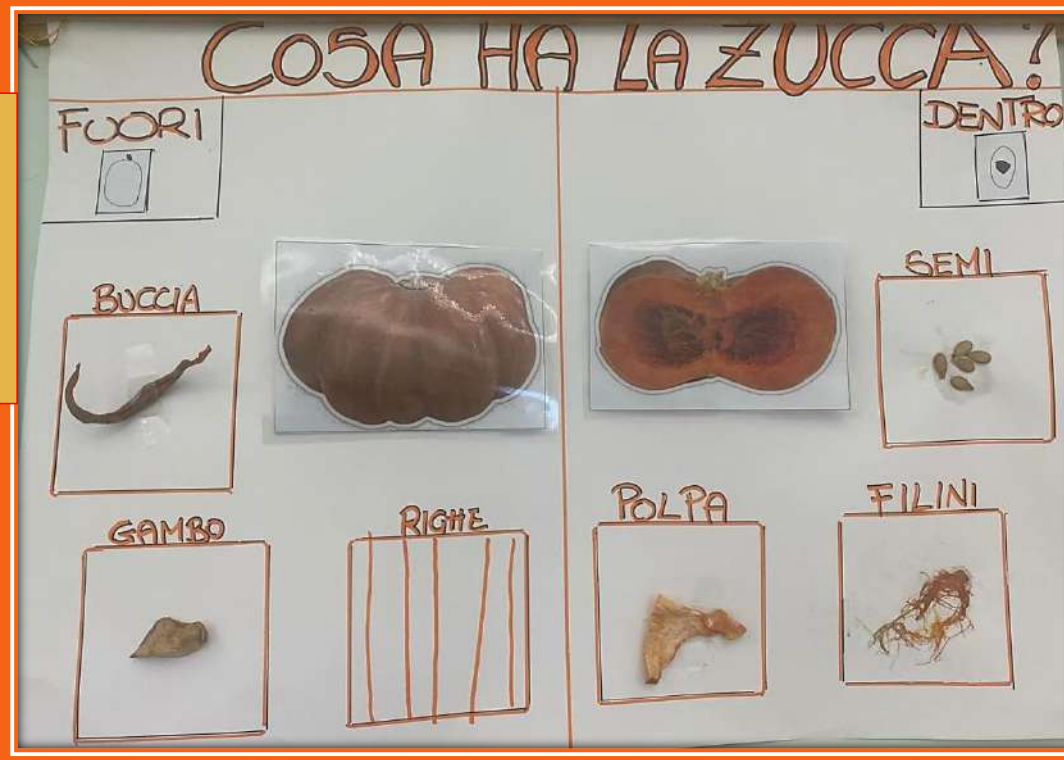 COSA HA LA ZUCCA?
FUORI
DENTRO
BUCCIA
SEMI
GAMBO
RIGHE
POLPA
FILINI